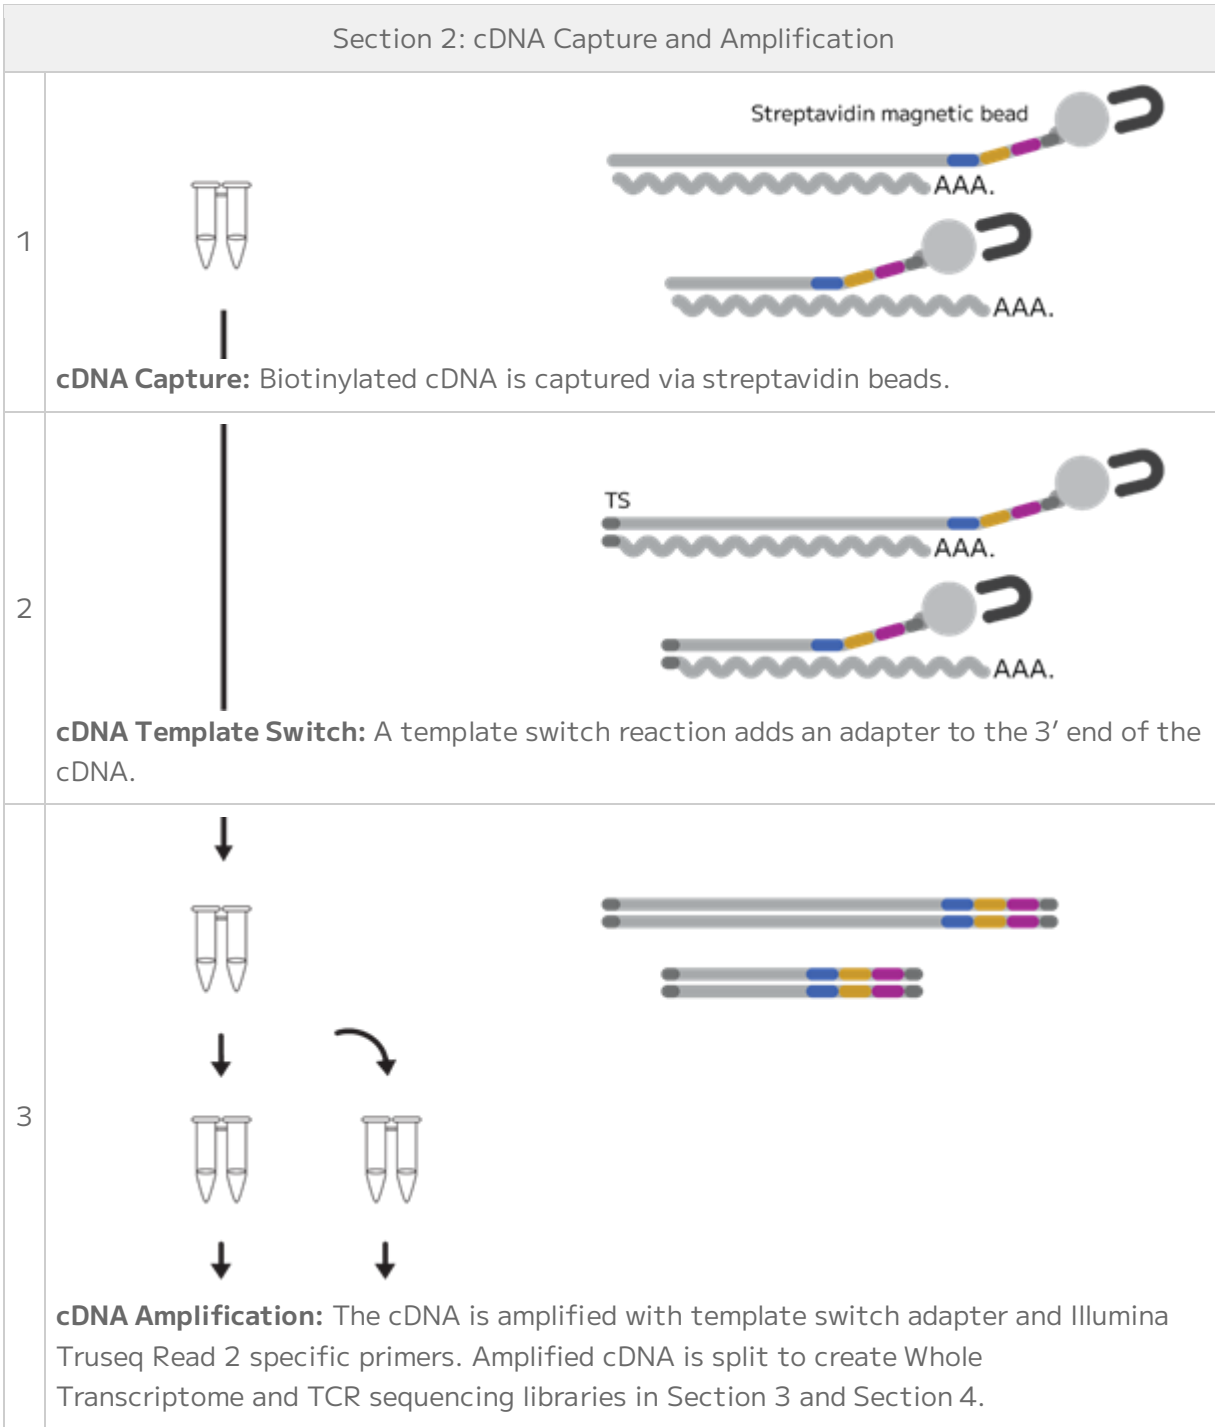 Section 2: cDNA Capture and Amplification
1
Streptavidin magnetic bead
AAA.
AAA.
cDNA Capture: Biotinylated cDNA is captured via streptavidin beads.
2
TS
AAA.
AAA.
cDNA Template Switch: A template switch reaction adds an adapter to the 3’ end of the
cDNA.
3
cDNA Amplification: The cDNA is amplified with template switch adapter and Illumina
Truseq Read 2 specific primers. Amplified cDNA is split to create Whole
Transcriptome and TCR sequencing libraries in Section 3 and Section 4.